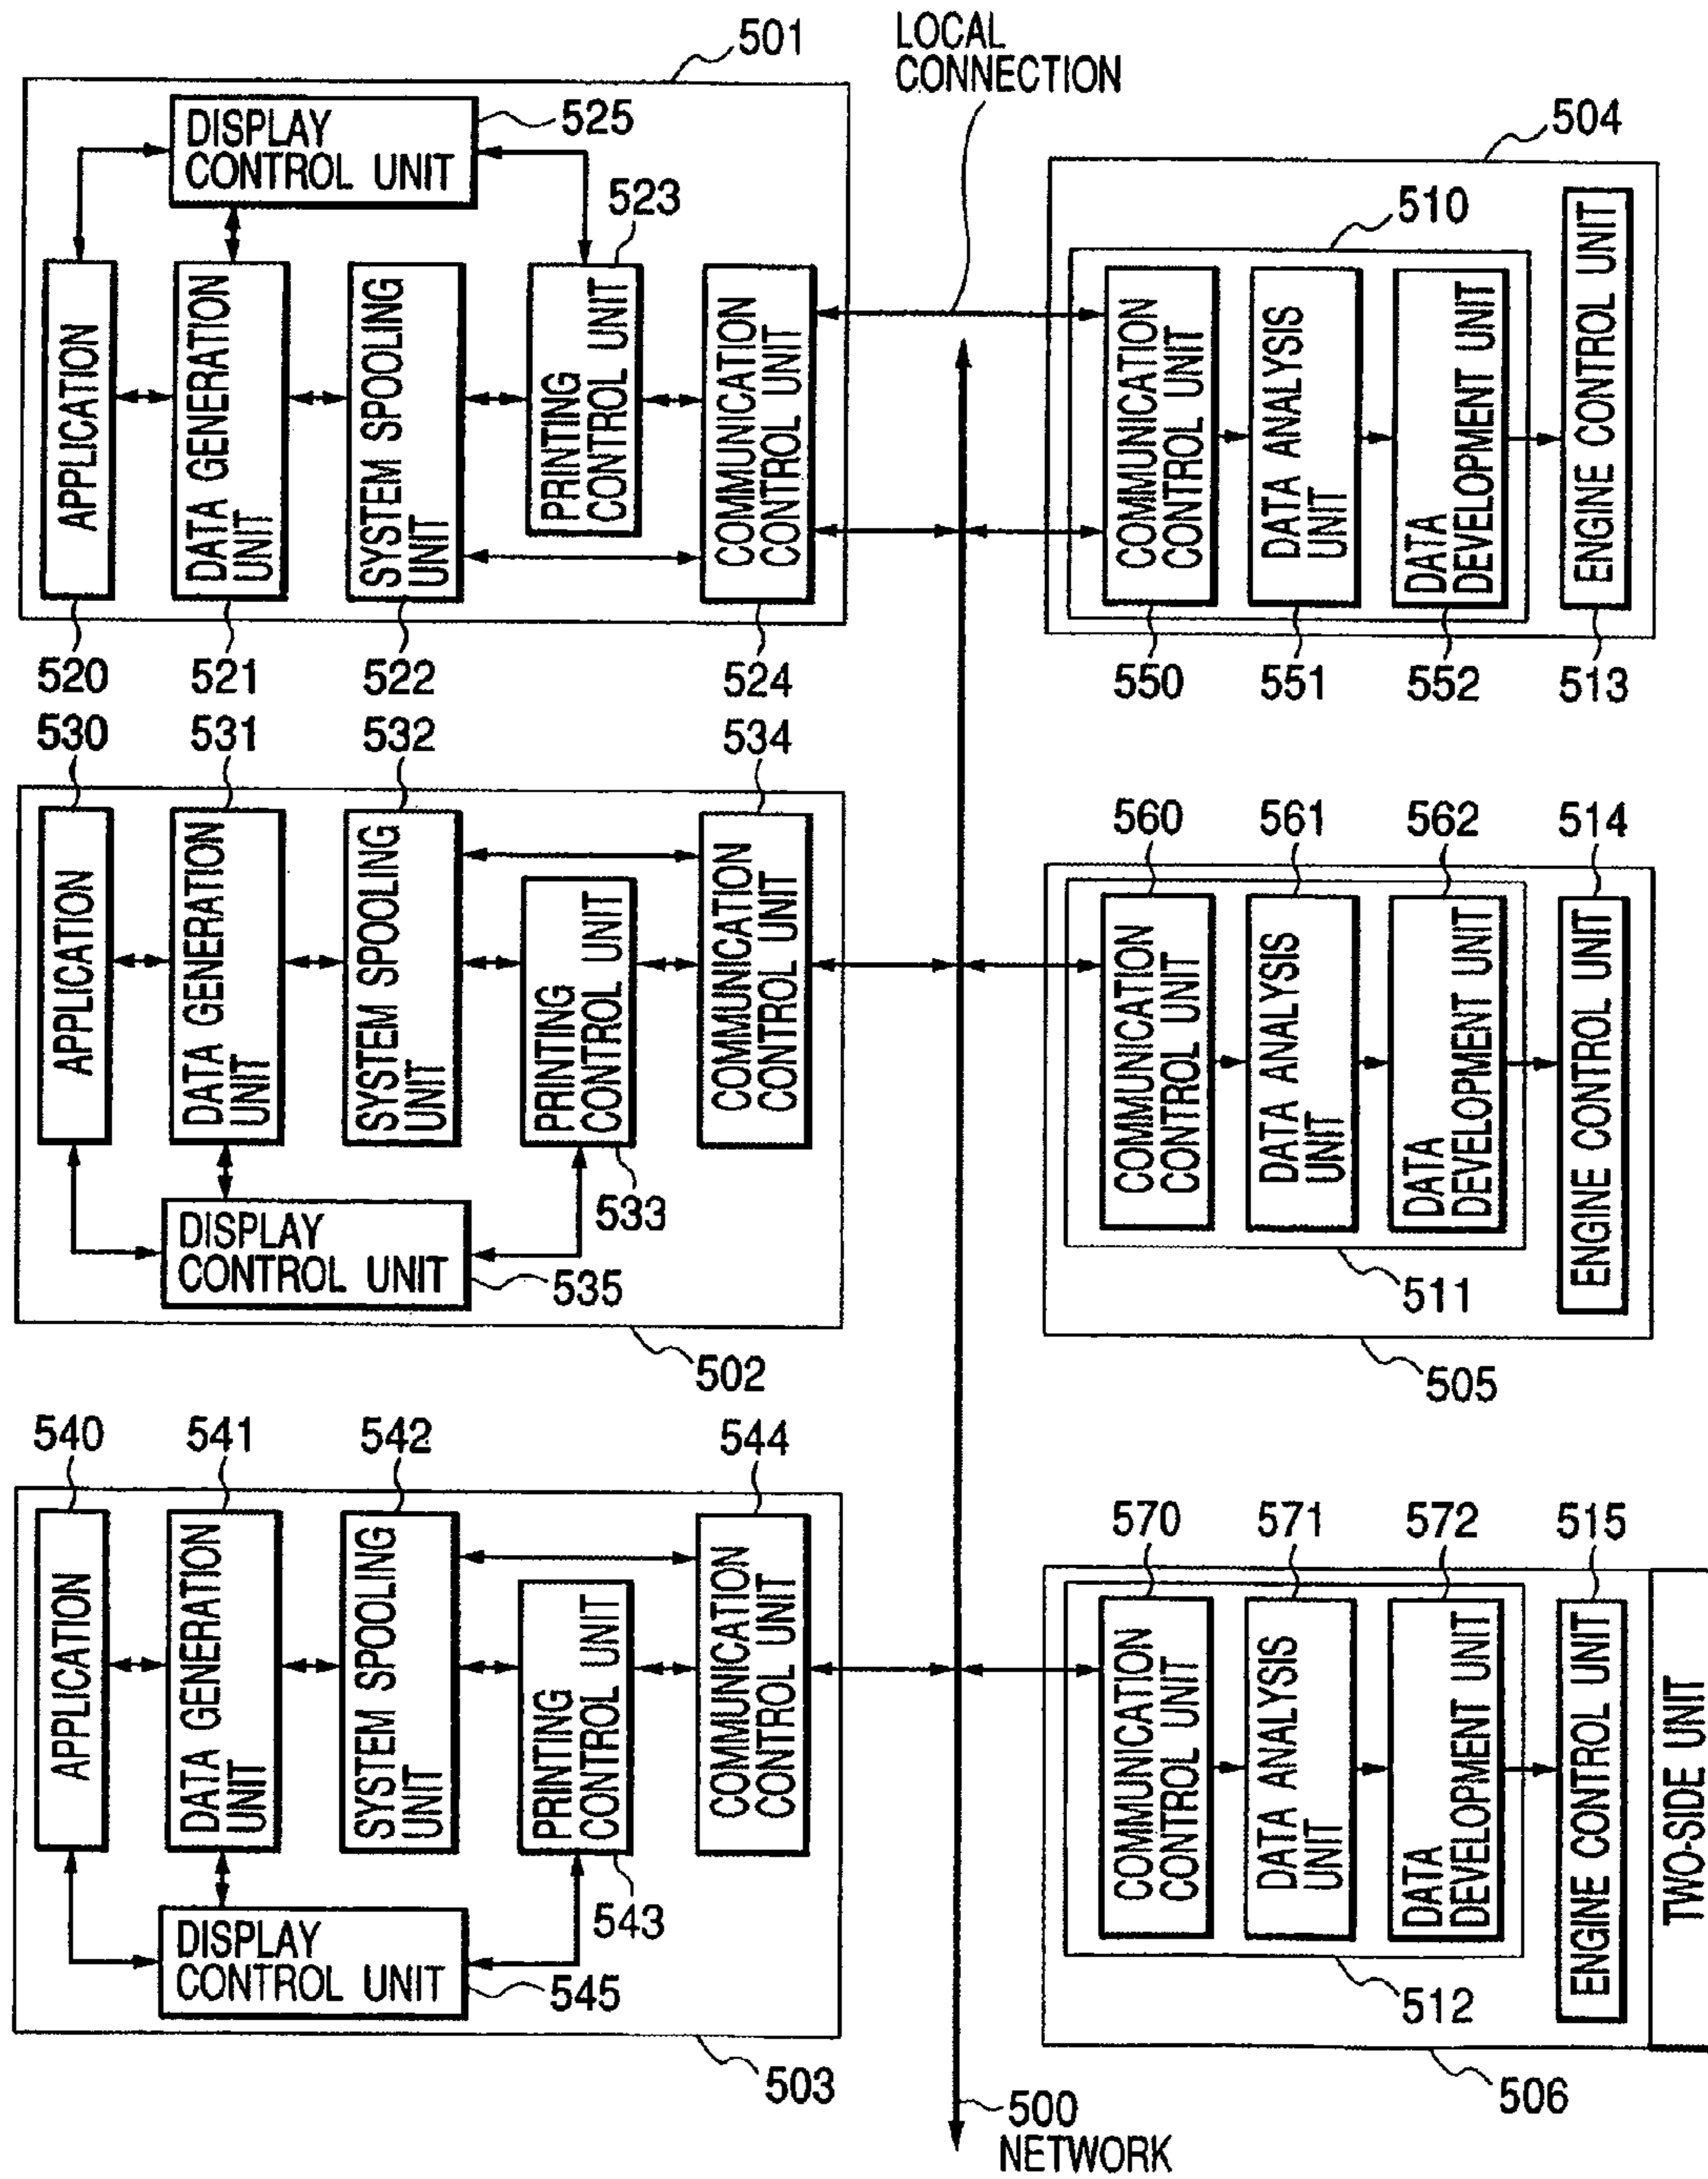 501
LOCAL
CONNECTION
DISPLAY
CONTROL UNIT
525
523
APPLICATION
DATA GENERATION
UNIT
SYSTEM SPOOLING
UNIT
PRINTING
CONTROL UNIT
COMMUNICATION
CONTROL UNIT
520
521
522
524
504
510
COMMUNICATION
CONTROL UNIT
DATA ANALYSIS
UNIT
DATA
DEVELOPMENT UNIT
ENGINE CONTROL UNIT
550
551
552
513
530
531
532
534
APPLICATION
DATA GENERATION
UNIT
SYSTEM SPOOLING
UNIT
PRINTING
CONTROL UNIT
COMMUNICATION
CONTROL UNIT
533
DISPLAY
CONTROL UNIT
535
502
560
561
562
514
COMMUNICATION
CONTROL UNIT
DATA ANALYSIS
UNIT
DATA
DEVELOPMENT UNIT
ENGINE CONTROL UNIT
511
505
540
541
542
544
APPLICATION
DATA GENERATION
UNIT
SYSTEM SPOOLING
UNIT
PRINTING
CONTROL UNIT
COMMUNICATION
CONTROL UNIT
543
DISPLAY
CONTROL UNIT
545
503
570
571
572
515
COMMUNICATION
CONTROL UNIT
DATA ANALYSIS
UNIT
DATA
DEVELOPMENT UNIT
ENGINE CONTROL UNIT
TWO-SIDE UNIT
512
506
500
NETWORK